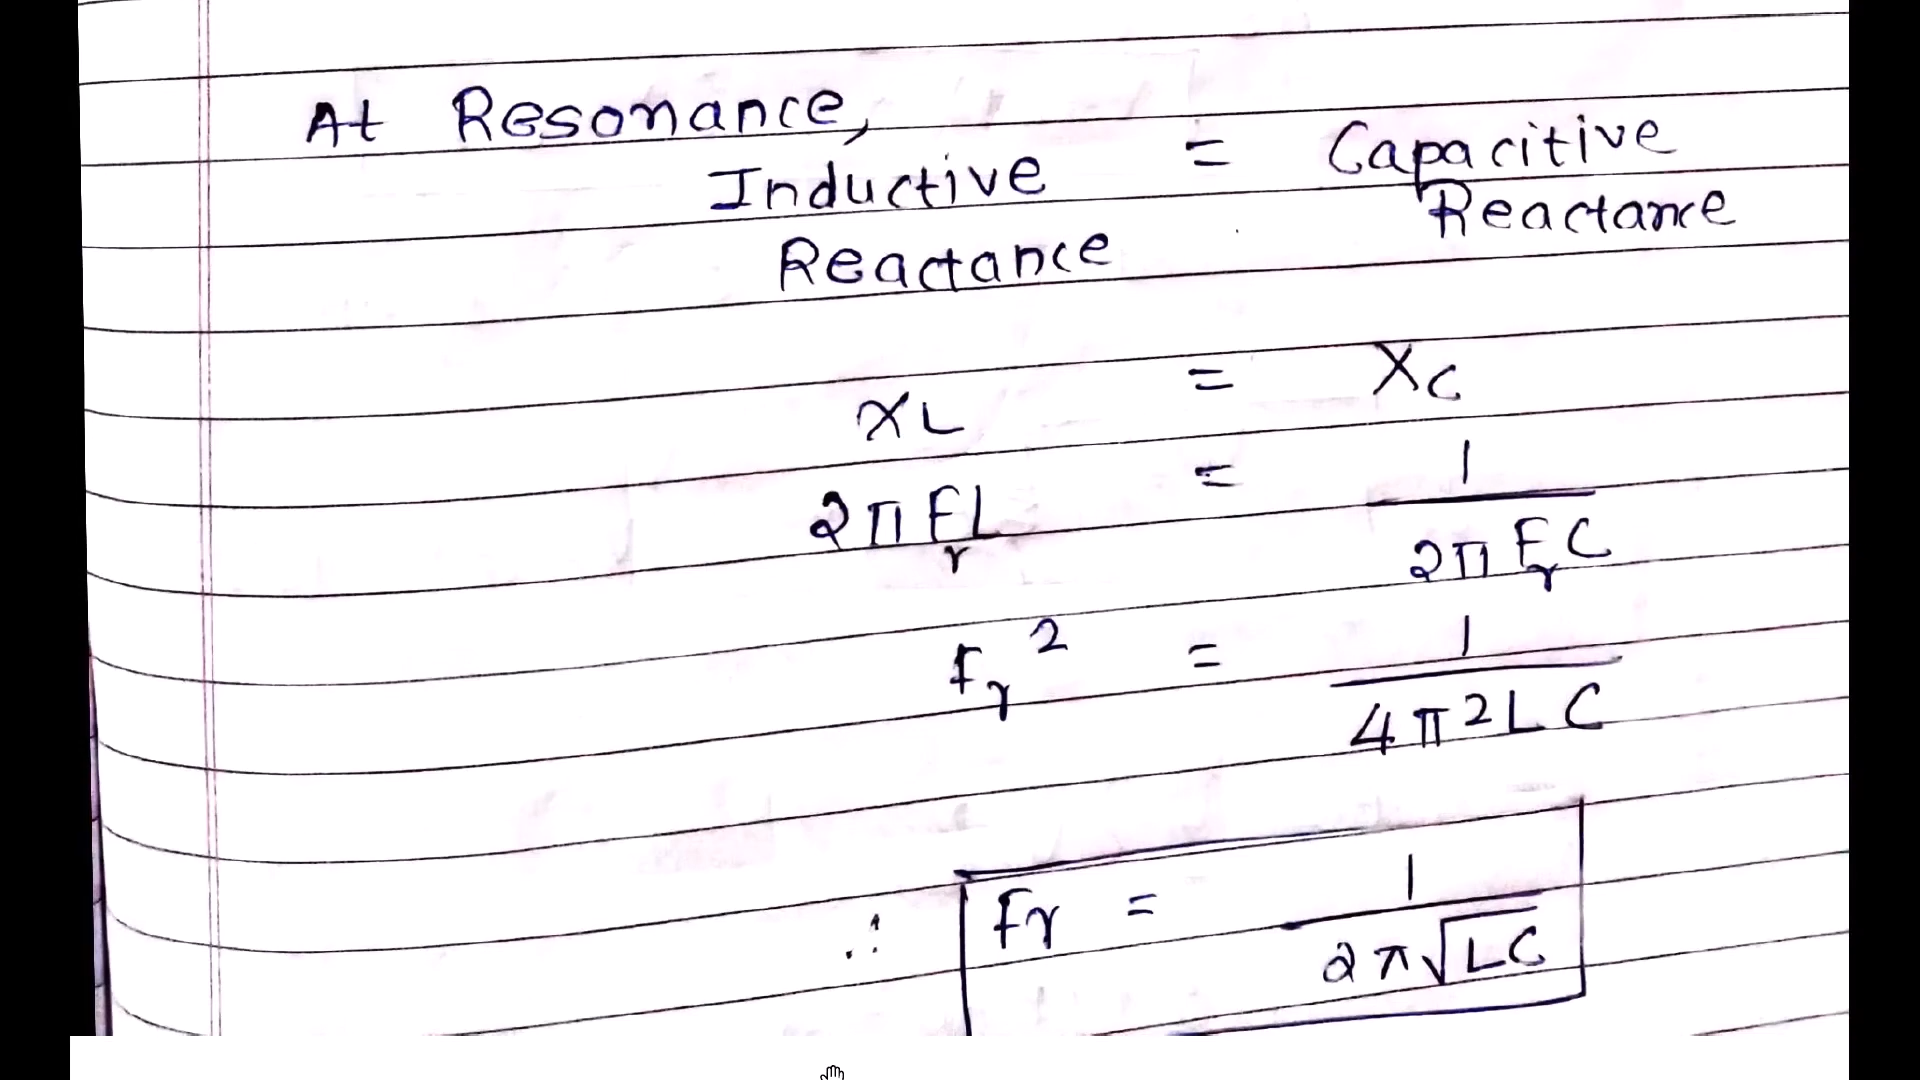 At Resonance,
Inductive Reactance = Capacitive Reactance
XL = Xc
2πFrL = 1/2πFrC
Fr² = 1/4π²LC
∴ Fr = 1/2π√LC